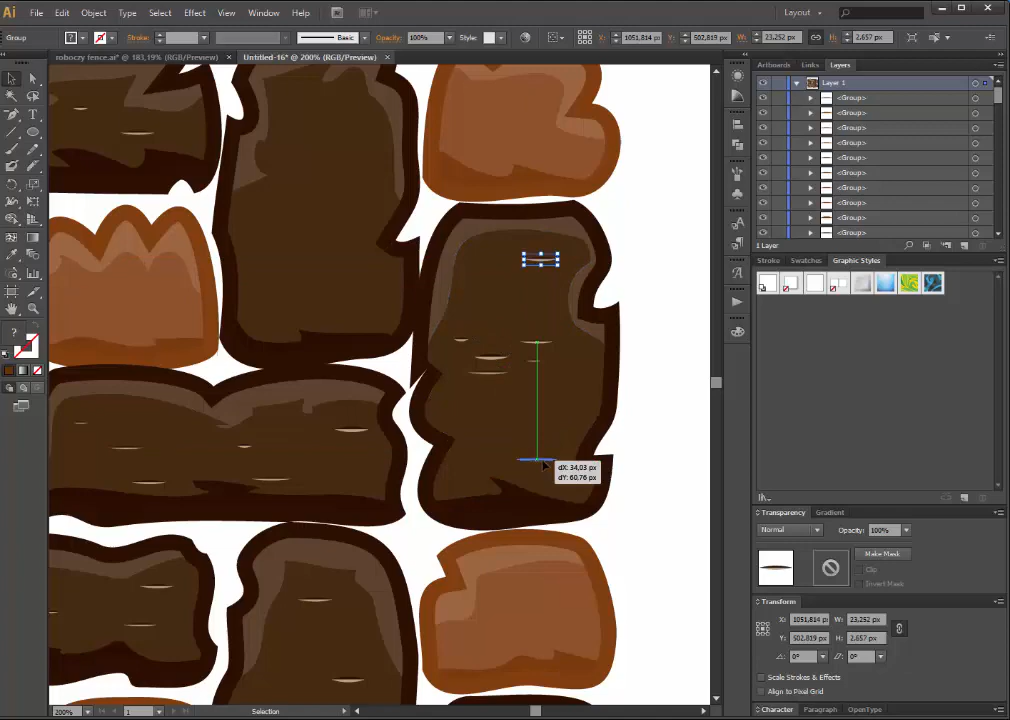 Ai File Edit Object Type Select Effect View Window Help Br Layout
Group Stroke: Basic Opacity: 100% Style: X: 1051,814 p Y: 502,819 px W: 23,252 px H: 2,657 px
roboczy fence.ai* @ 183,19% (RGB/Preview) × Untitled-16* @ 200% (RGB/Preview) ×
Artboards Links Layers
Layer 1
<Group>
<Group>
<Group>
<Group>
<Group>
<Group>
<Group>
<Group>
<Group>
<Group>
1 Layer
Stroke Swatches Graphic Styles
dX: 34,03 px
dY: 60,76 px
Transparency Gradient
Normal Opacity: 100%
Make Mask
Clip
Invert Mask
Transform
X: 1051,814 p W: 23,252 px
Y: 502,819 px H: 2,657 px
0° 0°
Scale Strokes & Effects
Align to Pixel Grid
Character Paragraph OpenType
200% 1 Selection